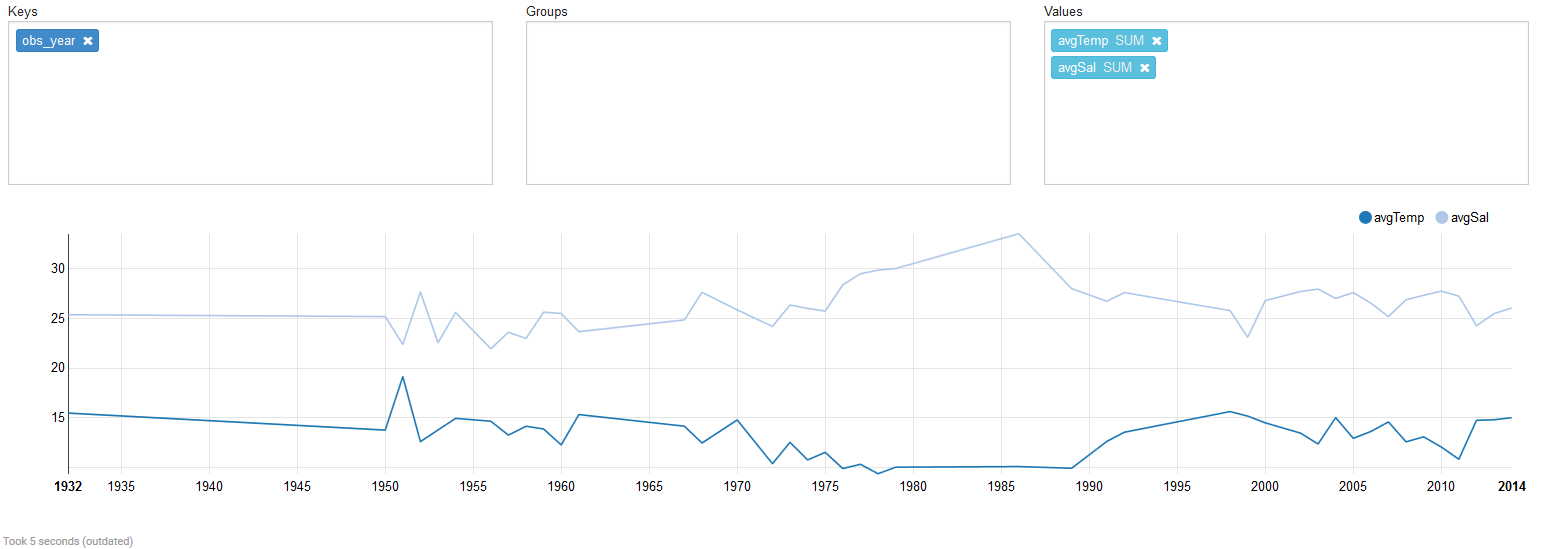 Keys
Groups
Values
obs_year ✖
avgTemp SUM ✖
avgSal SUM ✖
avgTemp avgSal
30
25
20
15
1932 1935 1940 1945 1950 1955 1960 1965 1970 1975 1980 1985 1990 1995 2000 2005 2010 2014
Took 5 seconds (outdated)